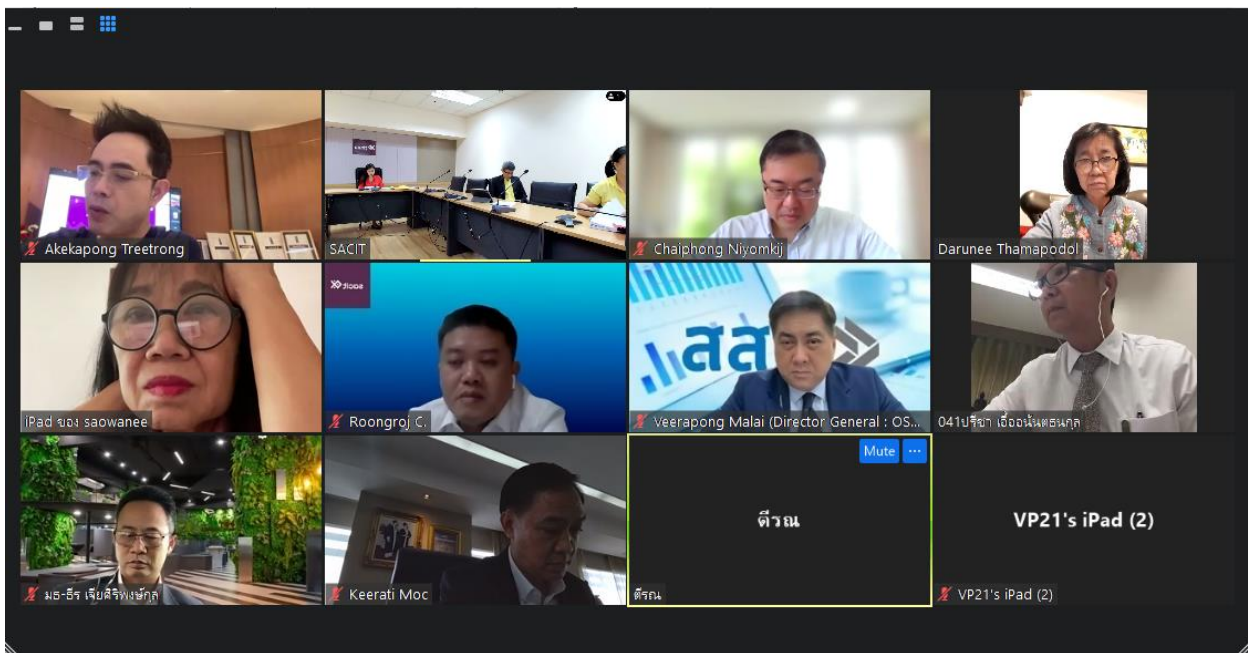 Akekapong Treetrong
SACIT
Chaiphong Niyomkij
Darunee Thamapodol
iPad ของ saowanee
sacit
Roongroj C.
สส
Veerapong Malai (Director General : OS...
041ปรีชา เอื้ออนันตธนกุล
มธ-ธีร เจียศิริพงษ์กุล
Keerati Moc
Mute
ตีรณ
ตีรณ
VP21's iPad (2)
VP21's iPad (2)